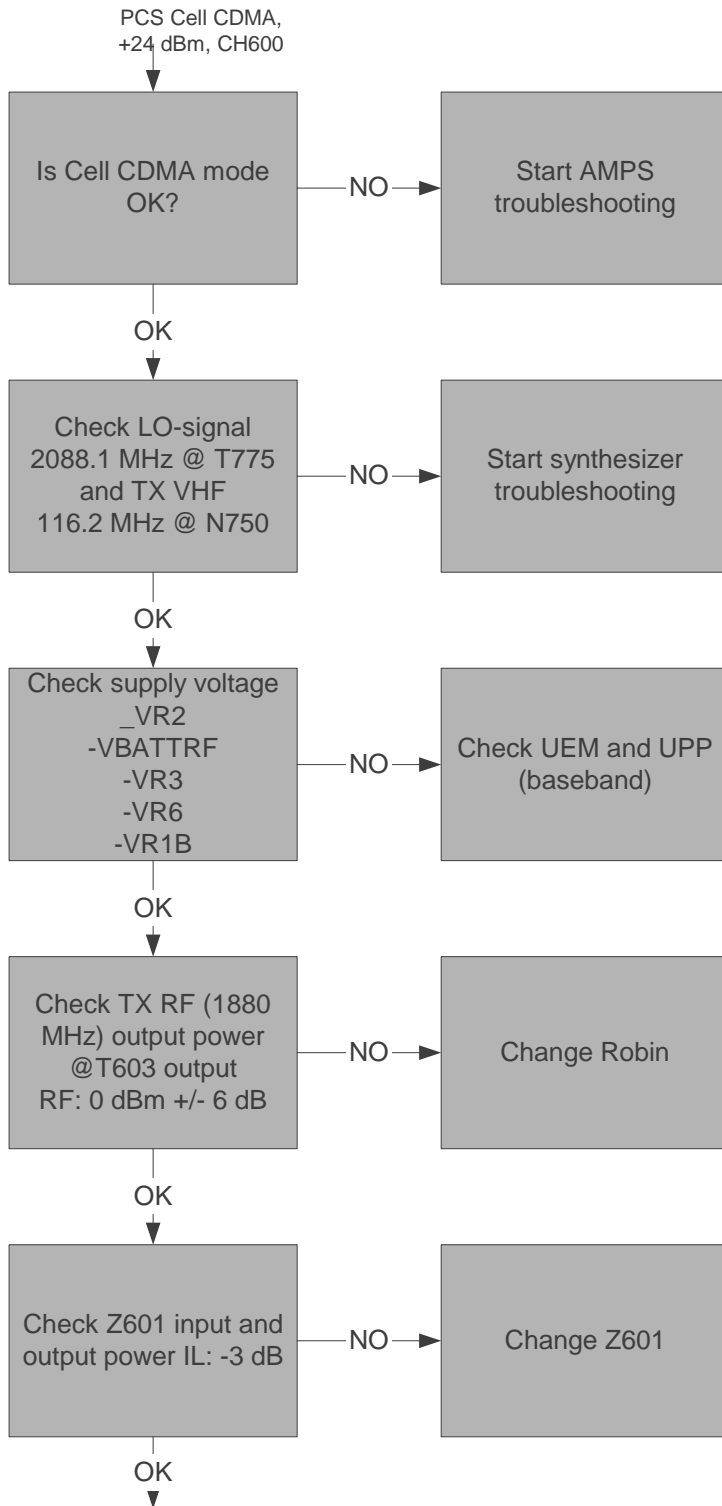 PCS Cell CDMA,
+24 dBm, CH600
Is Cell CDMA mode
OK?
NO
Start AMPS
troubleshooting
OK
Check LO-signal
2088.1 MHz @ T775
and TX VHF
116.2 MHz @ N750
NO
Start synthesizer
troubleshooting
OK
Check supply voltage
_VR2
-VBATTRF
-VR3
-VR6
-VR1B
NO
Check UEM and UPP
(baseband)
OK
Check TX RF (1880
MHz) output power
@T603 output
RF: 0 dBm +/- 6 dB
NO
Change Robin
OK
Check Z601 input and
output power IL: -3 dB
NO
Change Z601
OK